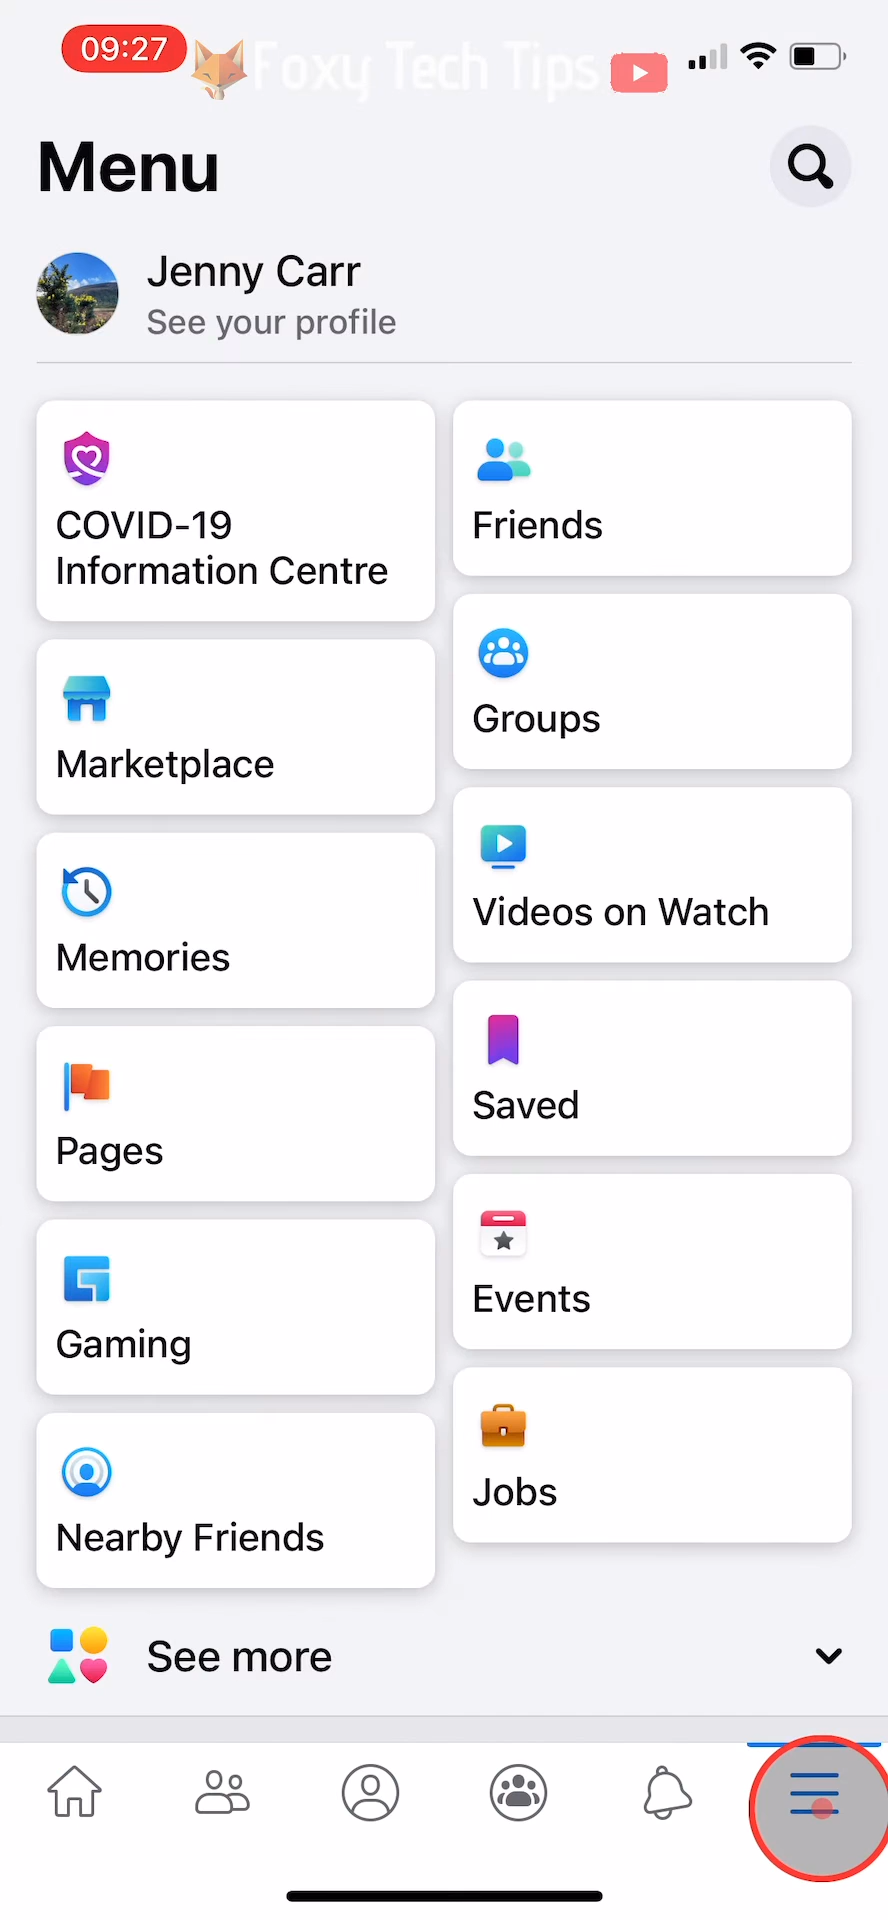 09:27
Foxy Tech Tips
Menu
Jenny Carr
See your profile
COVID-19
Information Centre
Friends
Marketplace
Groups
Memories
Videos on Watch
Pages
Saved
Gaming
Events
Nearby Friends
Jobs
See more